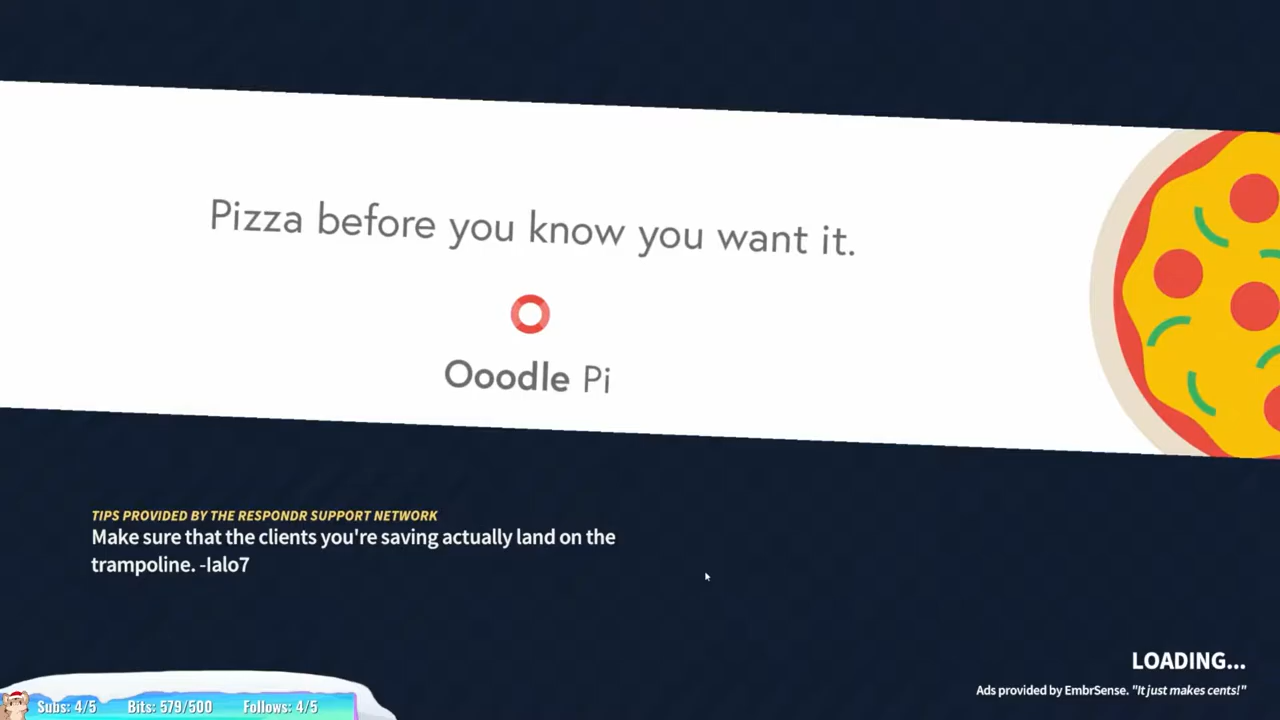 Pizza before you know you want it.
Ooodle Pi
TIPS PROVIDED BY THE RESPONDR SUPPORT NETWORK
Make sure that the clients you're saving actually land on the
trampoline. -Ialo7
LOADING...
Ads provided by EmbrSense. "It just makes cents!"
Subs: 4/5 Bits: 579/500 Follows: 4/5